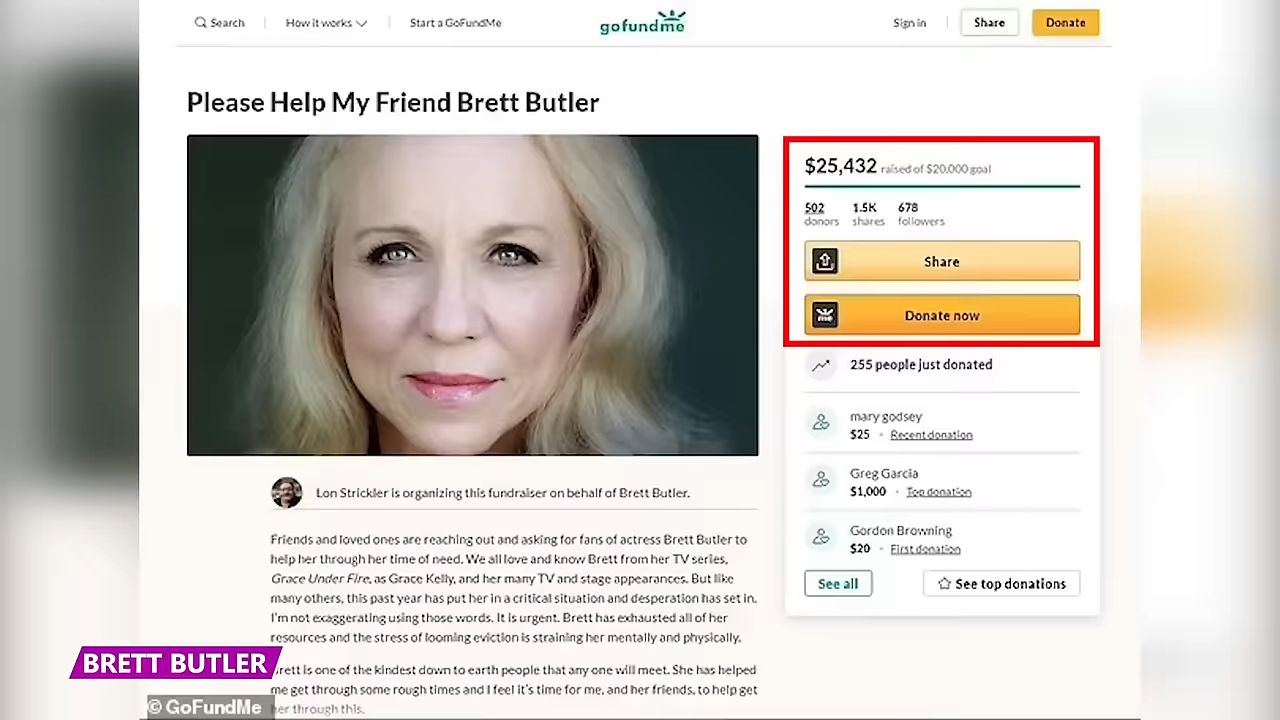 Search
How it works
Start a GoFundMe
gofundme
Sign in
Share
Donate
Please Help My Friend Brett Butler
$25,432 raised of $20,000 goal
502 donors
1.5K shares
678 followers
Share
me
Donate now
255 people just donated
mary godsey
$25 · Recent donation
Greg Garcia
$1,000 · Top donation
Gordon Browning
$20 · First donation
See all
See top donations
Lon Strickler is organizing this fundraiser on behalf of Brett Butler.
Friends and loved ones are reaching out and asking for fans of actress Brett Butler to
help her through her time of need. We all love and know Brett from her TV series,
Grace Under Fire, as Grace Kelly, and her many TV and stage appearances. But like
many others, this past year has put her in a critical situation and desperation has set in.
I'm not exaggerating using those words. It is urgent. Brett has exhausted all of her
resources and the stress of looming eviction is straining her mentally and physically.
rett is one of the kindest down to earth people that any one will meet. She has helped
me get through some rough times and I feel it's time for me, and her friends, to help get
her through this.
BRETT BUTLER
© GoFundMe